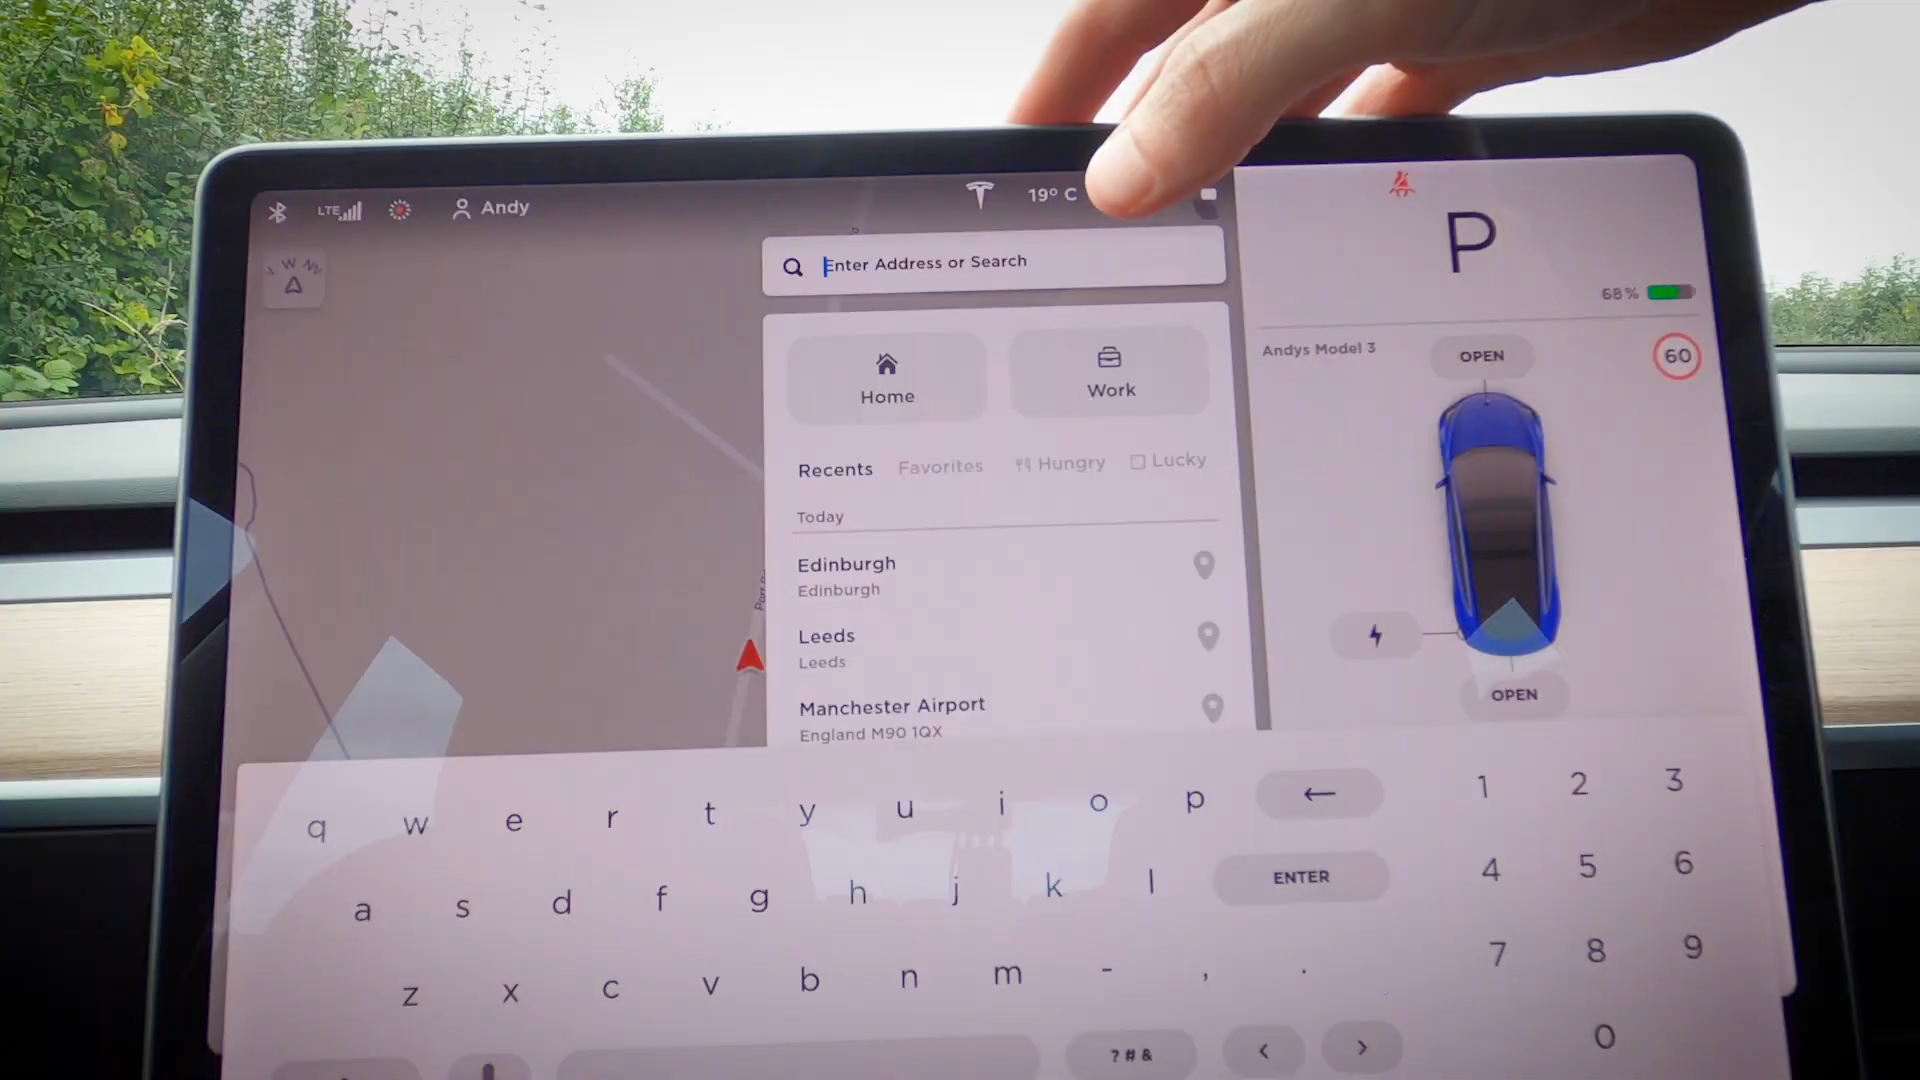 LTE
Andy
19° C
W NW
Enter Address or Search
P
68%
Andys Model 3
OPEN
60
Home
Work
Recents
Favorites
Hungry
Lucky
Today
Edinburgh
Edinburgh
Leeds
Leeds
Manchester Airport
England M90 1QX
OPEN
q w e r t y u i o p ← 1 2 3
a s d f g h j k l ENTER 4 5 6
z x c v b n m - , . 7 8 9
? # & < > 0